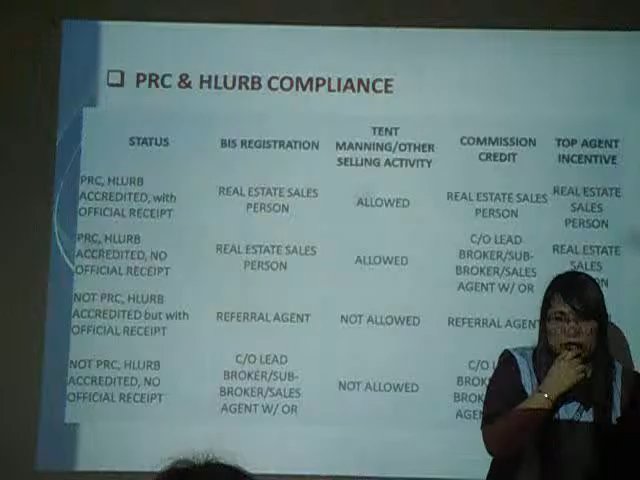 PRC & HLURB COMPLIANCE
STATUS
BIS REGISTRATION
TENT
MANNING/OTHER
SELLING ACTIVITY
COMMISSION
CREDIT
TOP AGENT
INCENTIVE
PRC, HLURB
ACCREDITED, with
OFFICIAL RECEIPT
REAL ESTATE SALES
PERSON
ALLOWED
REAL ESTATE SALES
PERSON
REAL ESTATE
SALES
PERSON
PRC, HLURB
ACCREDITED, NO
OFFICIAL RECEIPT
REAL ESTATE SALES
PERSON
ALLOWED
C/O LEAD
BROKER/SUB-
BROKER/SALES
AGENT W/ OR
REAL ESTATE
SALES
NOT PRC, HLURB
ACCREDITED but with
OFFICIAL RECEIPT
REFERRAL AGENT
NOT ALLOWED
REFERRAL AGENT
NOT PRC, HLURB
ACCREDITED, NO
OFFICIAL RECEIPT
C/O LEAD
BROKER/SUB-
BROKER/SALES
AGENT W/ OR
NOT ALLOWED
C/O